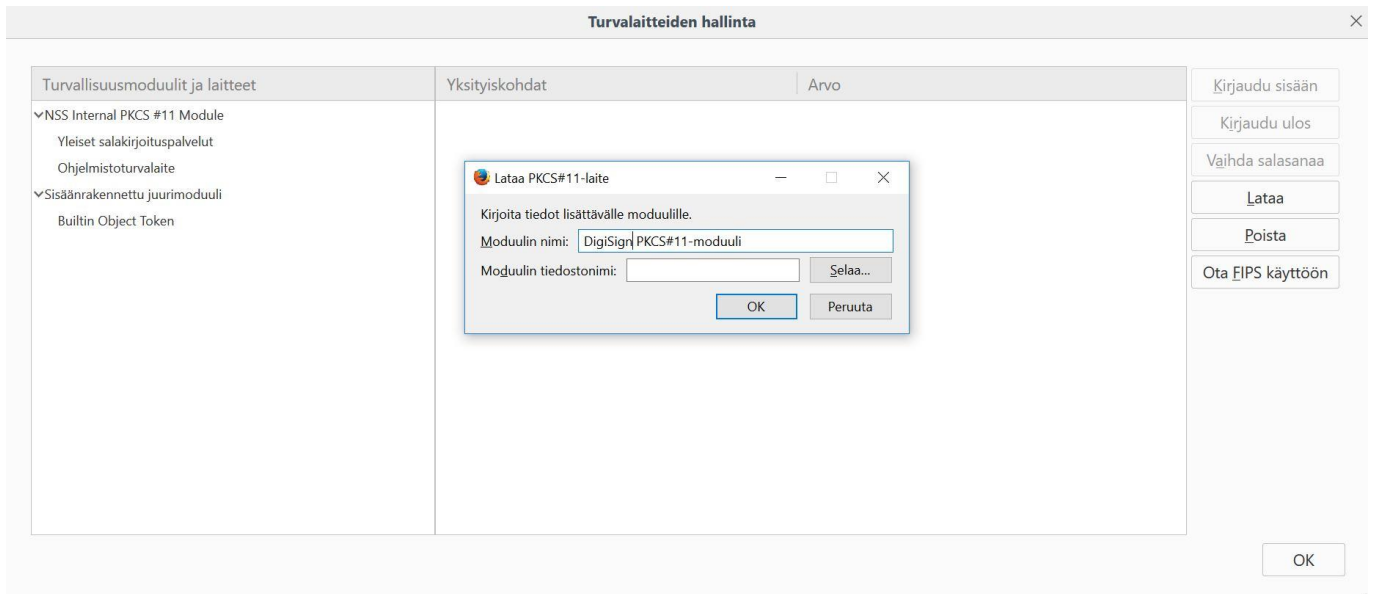 Turvalaitteiden hallinta
Turvallisuusmoduulit ja laitteet
Yksityiskohdat
Arvo
NSS Internal PKCS #11 Module
Yleiset salakirjoituspalvelut
Ohjelmistoturvalaite
Sisäänrakennettu juurimoduuli
Builtin Object Token
Lataa PKCS#11-laite
Kirjoita tiedot lisättävälle moduulille.
Moduulin nimi: DigiSign PKCS#11-moduuli
Moduulin tiedostonimi: Selaa...
OK Peruuta
Kirjaudu sisään
Kirjaudu ulos
Vaihda salasanaa
Lataa
Poista
Ota FIPS käyttöön
OK